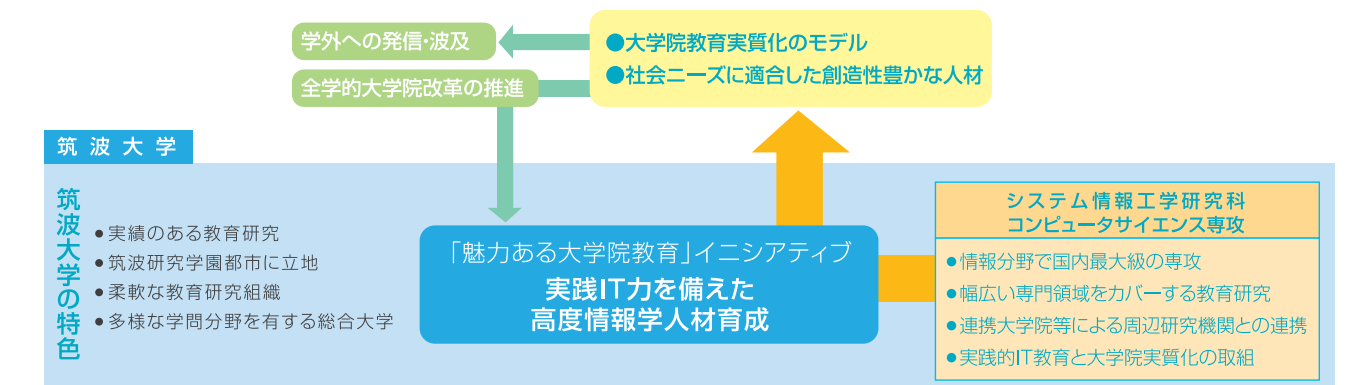 学外への発信・波及
全学的大学院改革の推進
●大学院教育実質化のモデル
●社会ニーズに適合した創造性豊かな人材
筑波大学
筑波大学の特色
●実績のある教育研究
●筑波研究学園都市に立地
●柔軟な教育研究組織
●多様な学問分野を有する総合大学
「魅力ある大学院教育」イニシアティブ
実践IT力を備えた
高度情報学人材育成
システム情報工学研究科
コンピュータサイエンス専攻
●情報分野で国内最大級の専攻
●幅広い専門領域をカバーする教育研究
●連携大学院等による周辺研究機関との連携
●実践的IT教育と大学院実質化の取組